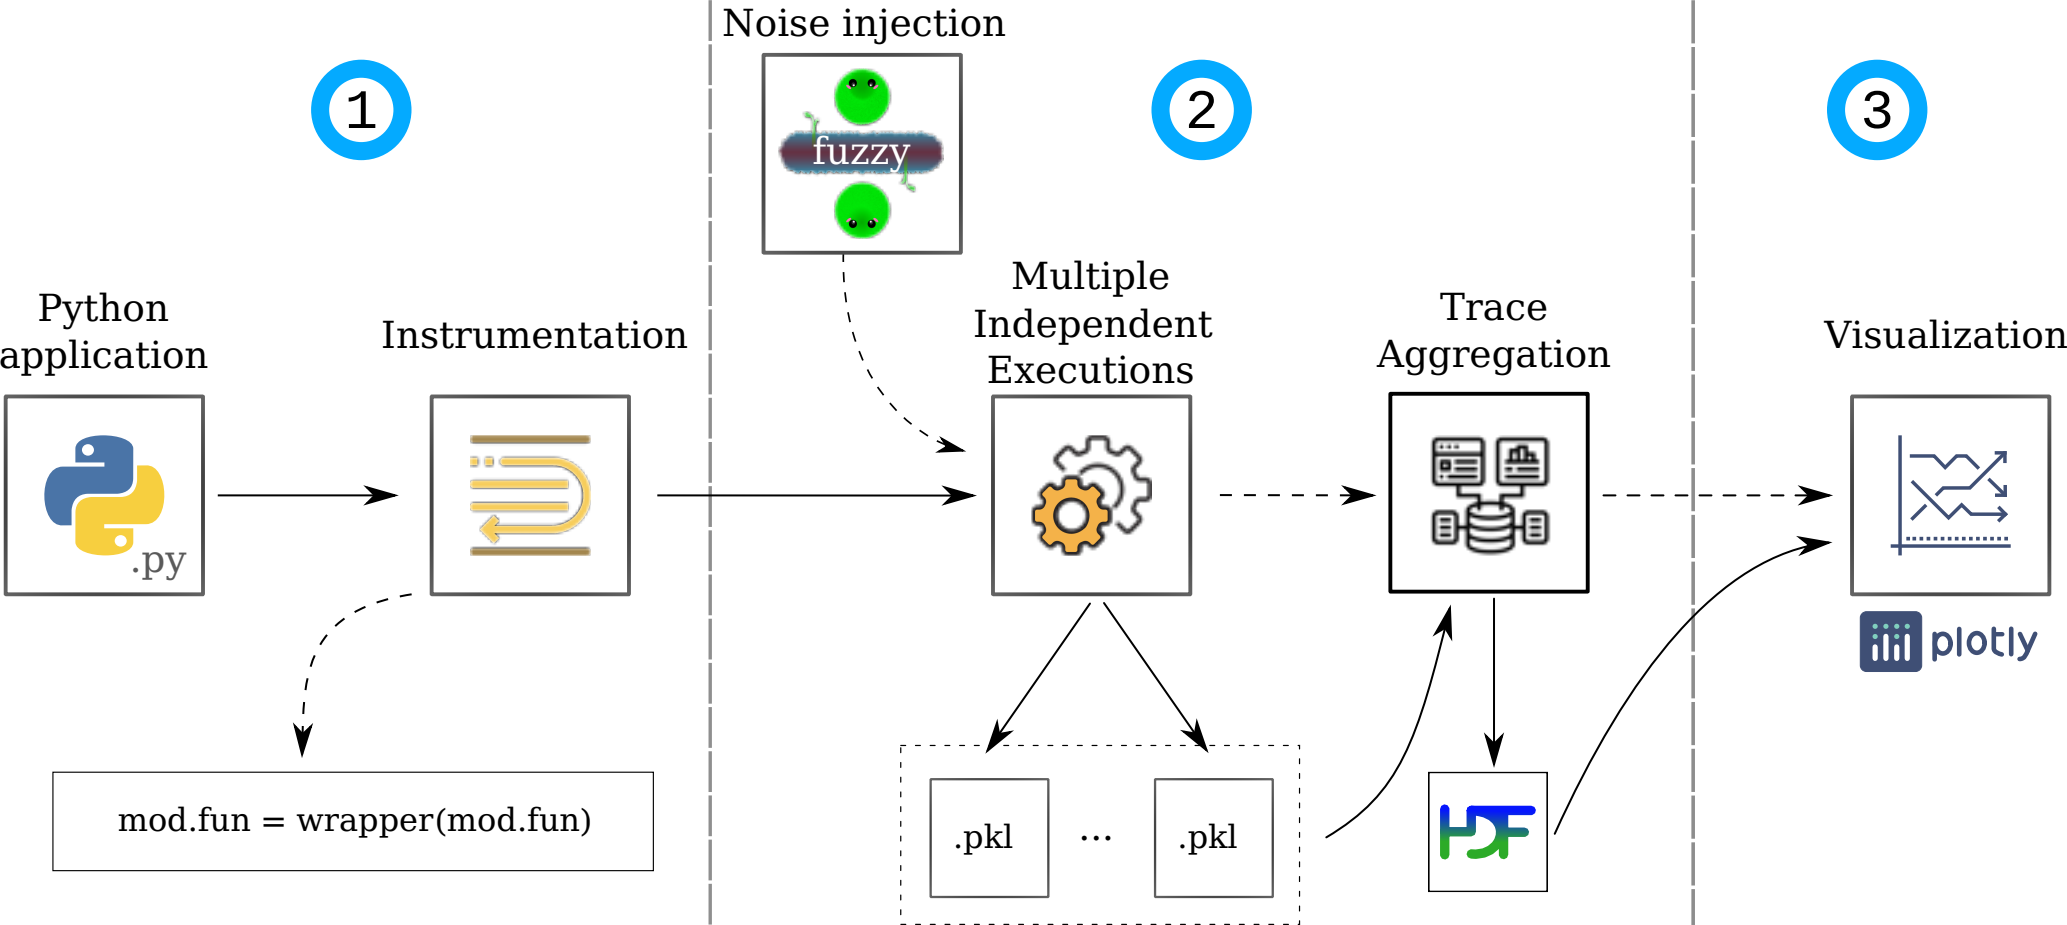 1
Python
application
.py
Instrumentation
mod.fun = wrapper(mod.fun)
Noise injection
fuzzy
2
Multiple
Independent
Executions
.pkl
...
.pkl
Trace
Aggregation
HDF
3
Visualization
plotly